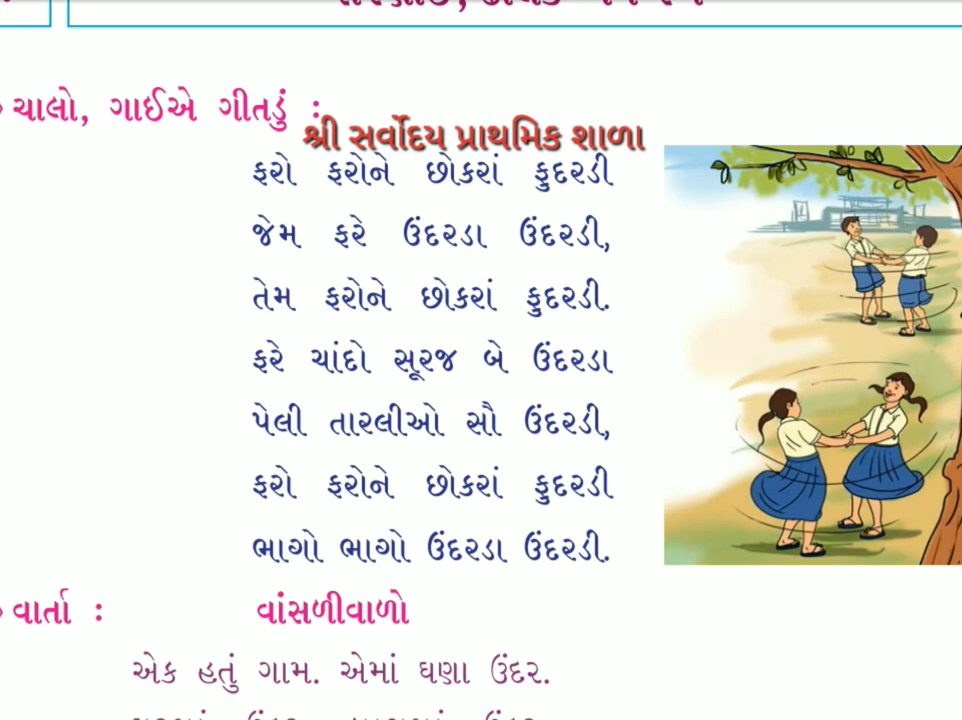 ચાલો, ગાઈએ ગીતડું :
શ્રી સર્વોદય પ્રાથમિક શાળા
ફરો ફરોને છોકરાં ફુદરડી
જેમ ફરે ઉંદરડા ઉંદરડી,
તેમ ફરોને છોકરાં ફુદરડી.
ફરે ચાંદો સૂરજ બે ઉંદરડા
પેલી તારલીઓ સૌ ઉંદરડી,
ફરો ફરોને છોકરાં ફુદરડી
ભાગો ભાગો ઉંદરડા ઉંદરડી.
વાર્તા : વાંસળીવાળો
એક હતું ગામ. એમાં ઘણા ઉંદર.